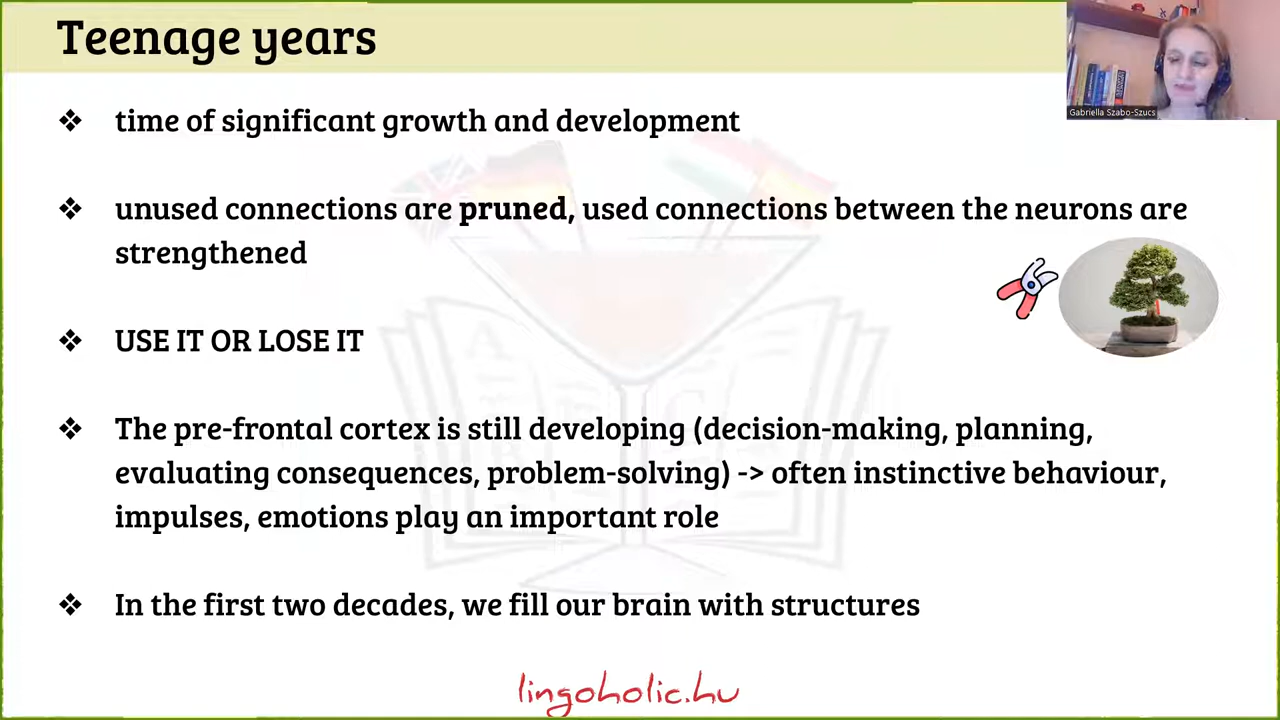 Teenage years
Gabriella Szabo-Szucs
❖ time of significant growth and development
❖ unused connections are pruned, used connections between the neurons are
strengthened
❖ USE IT OR LOSE IT
❖ The pre-frontal cortex is still developing (decision-making, planning,
evaluating consequences, problem-solving) -> often instinctive behaviour,
impulses, emotions play an important role
❖ In the first two decades, we fill our brain with structures
lingoholic.hu